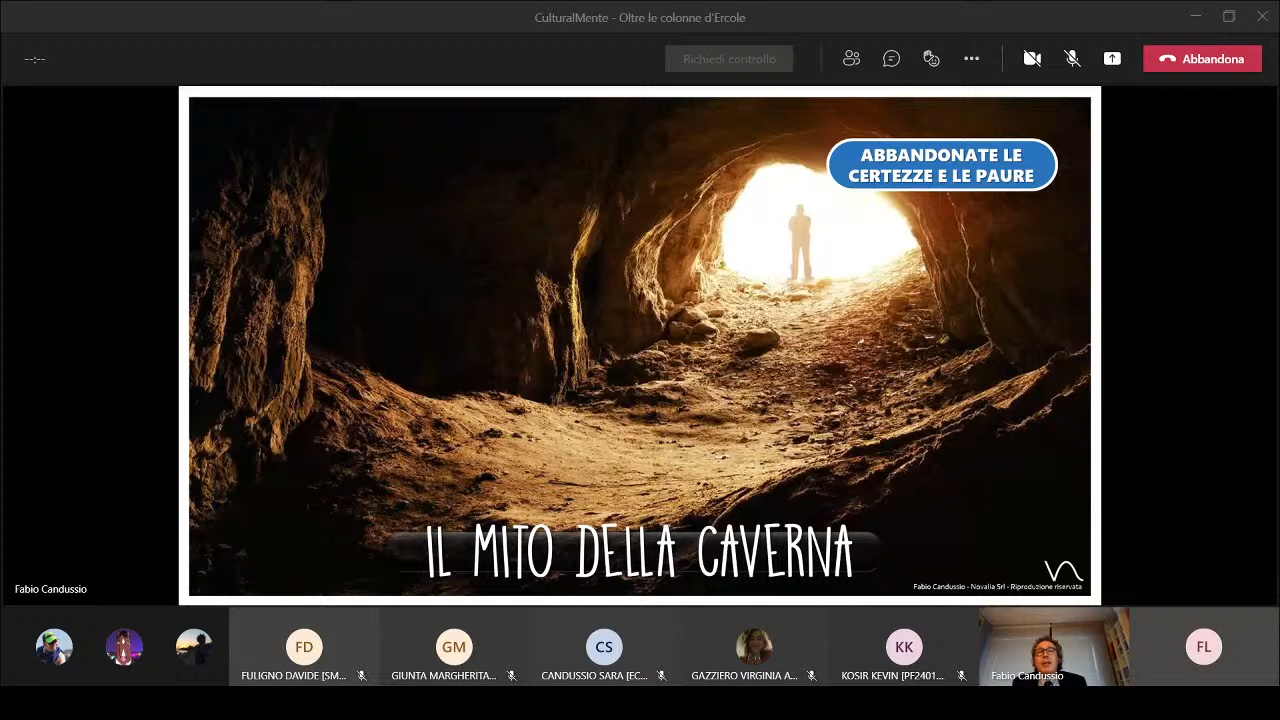 CulturalMente - Oltre le colonne d'Ercole
--:--
Richiedi controllo
Abbandona
ABBANDONATE LE
CERTEZZE E LE PAURE
IL MITO DELLA CAVERNA
Fabio Candussio - Novalia Srl - Riproduzione riservata
Fabio Candussio
FD
GM
CS
KK
FL
FULIGNO DAVIDE [SM...
GIUNTA MARGHERITA...
CANDUSSIO SARA [EC...
GAZZIERO VIRGINIA A...
KOSIR KEVIN [PF2401...
Fabio Candussio